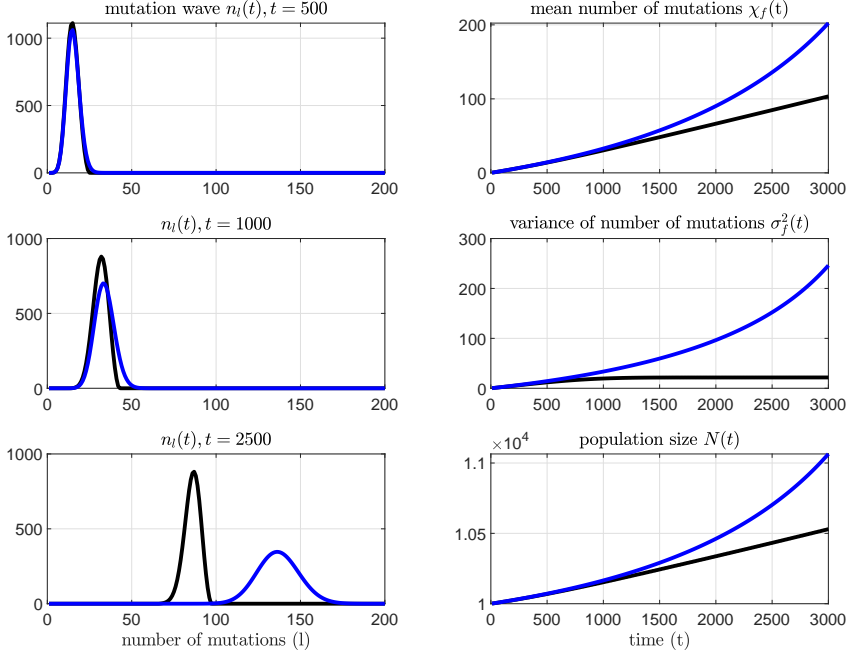 mutation wave n_l(t), t = 500
1000
500
0
0 50 100 150 200
mean number of mutations χ_f(t)
200
100
0
0 500 1000 1500 2000 2500 3000
n_l(t), t = 1000
1000
500
0
0 50 100 150 200
variance of number of mutations σ_f^2(t)
300
200
100
0
0 500 1000 1500 2000 2500 3000
n_l(t), t = 2500
1000
500
0
0 50 100 150 200
number of mutations (l)
population size N(t)
×10^4
1.1
1.05
1
0 500 1000 1500 2000 2500 3000
time (t)